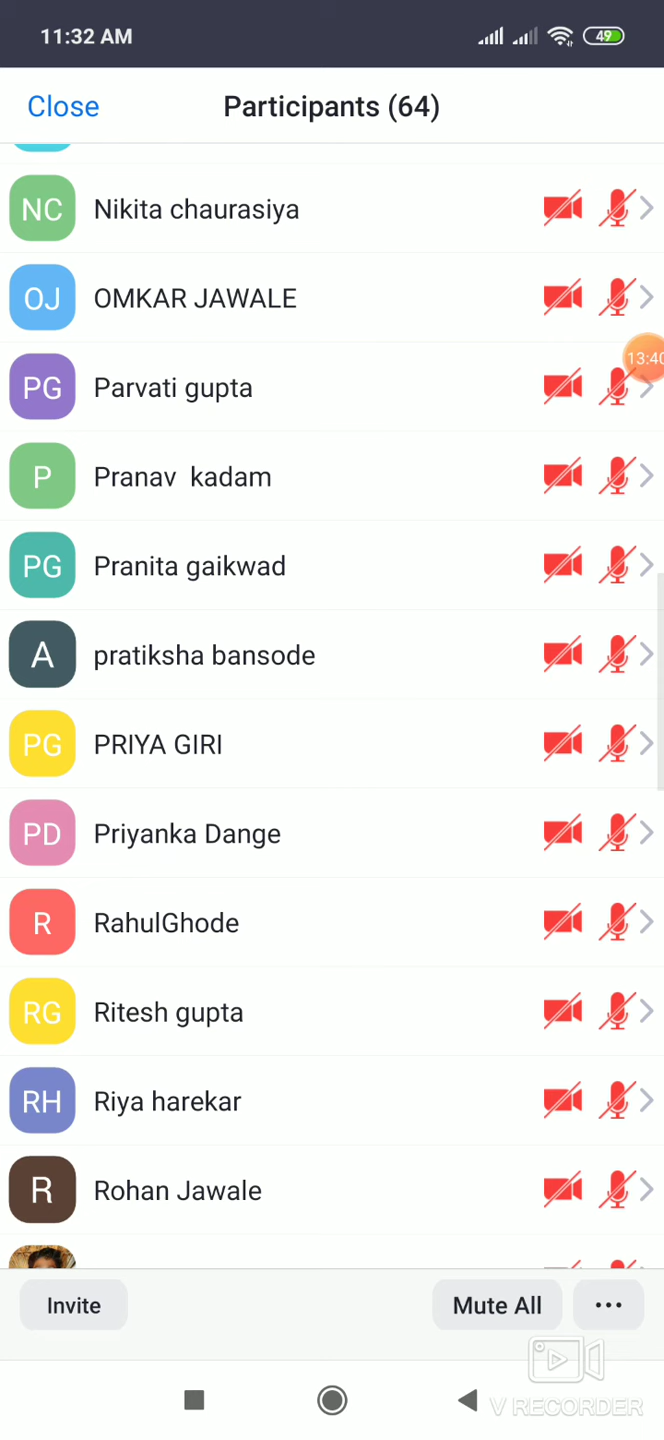 11:32 AM 49
Close Participants (64)
NC Nikita chaurasiya
OJ OMKAR JAWALE
13:40
PG Parvati gupta
P Pranav kadam
PG Pranita gaikwad
A pratiksha bansode
PG PRIYA GIRI
PD Priyanka Dange
R RahulGhode
RG Ritesh gupta
RH Riya harekar
R Rohan Jawale
Invite Mute All ...
V RECORDER